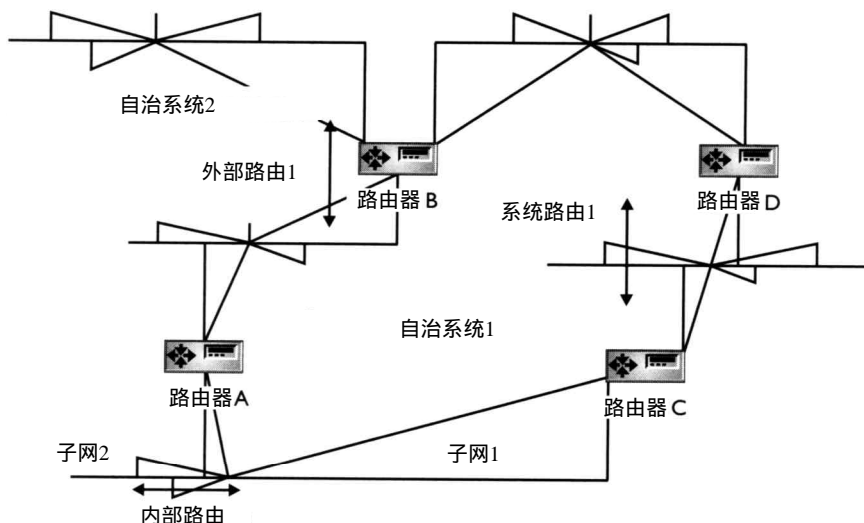 自治系统2
外部路由1
路由器 B
系统路由1
路由器 D
自治系统1
路由器A
路由器 C
子网2
子网1
内部路由